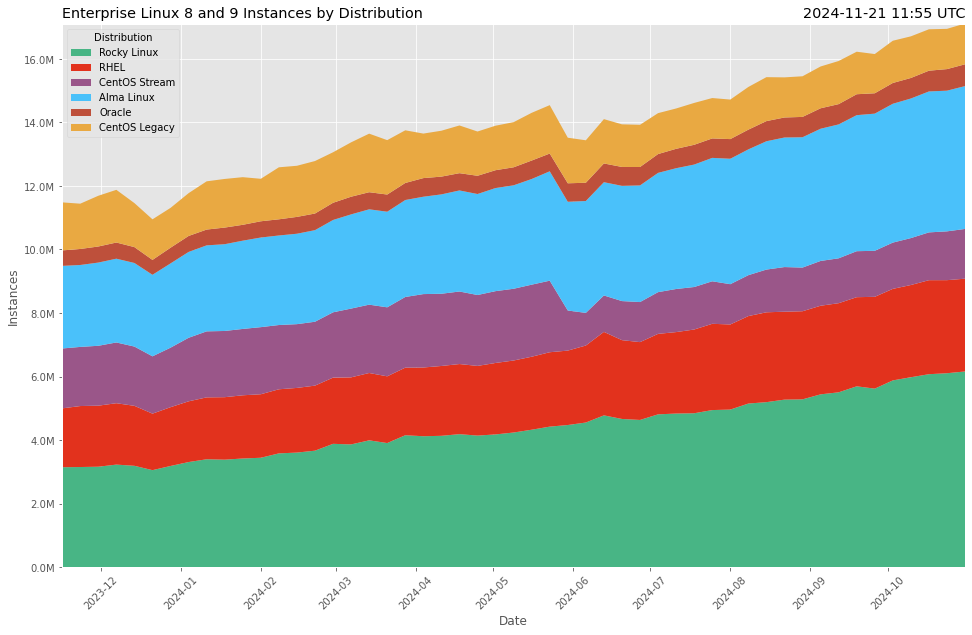 Enterprise Linux 8 and 9 Instances by Distribution
2024-11-21 11:55 UTC
Distribution
Rocky Linux
RHEL
CentOS Stream
Alma Linux
Oracle
CentOS Legacy
16.0M
14.0M
12.0M
10.0M
8.0M
6.0M
4.0M
2.0M
0.0M
Instances
2023-12
2024-01
2024-02
2024-03
2024-04
2024-05
2024-06
2024-07
2024-08
2024-09
2024-10
Date